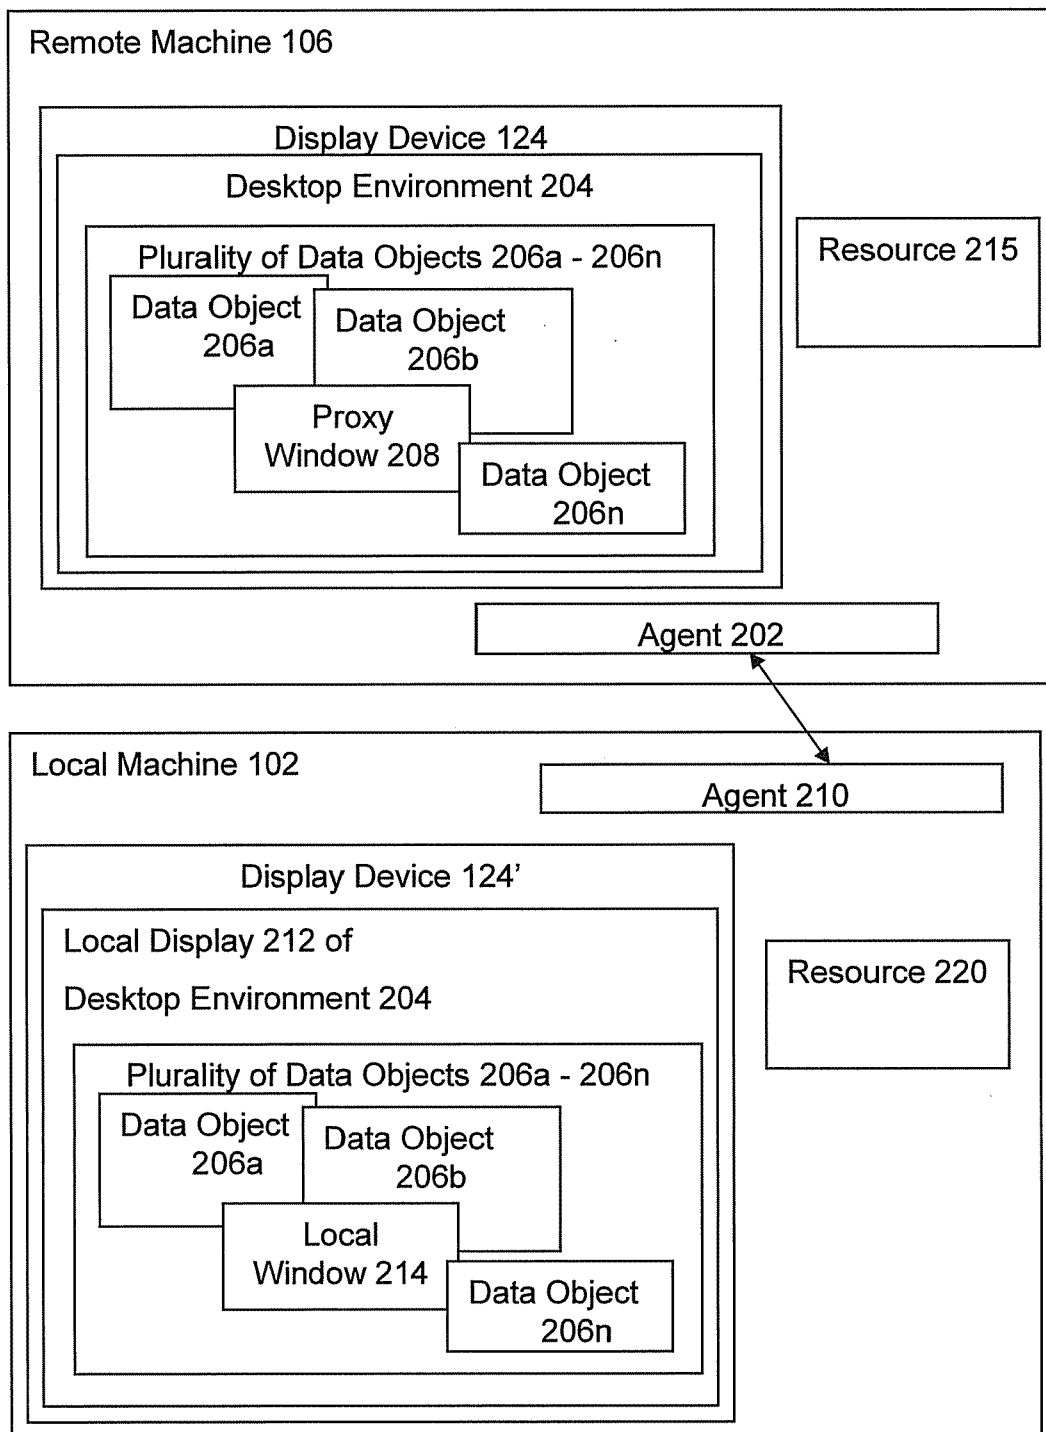 Remote Machine 106
Display Device 124
Desktop Environment 204
Resource 215
Plurality of Data Objects 206a - 206n
Data Object
206a
Data Object
206b
Proxy
Window 208
Data Object
206n
Agent 202
Local Machine 102
Agent 210
Display Device 124’
Local Display 212 of
Desktop Environment 204
Resource 220
Plurality of Data Objects 206a - 206n
Data Object
206a
Data Object
206b
Local
Window 214
Data Object
206n